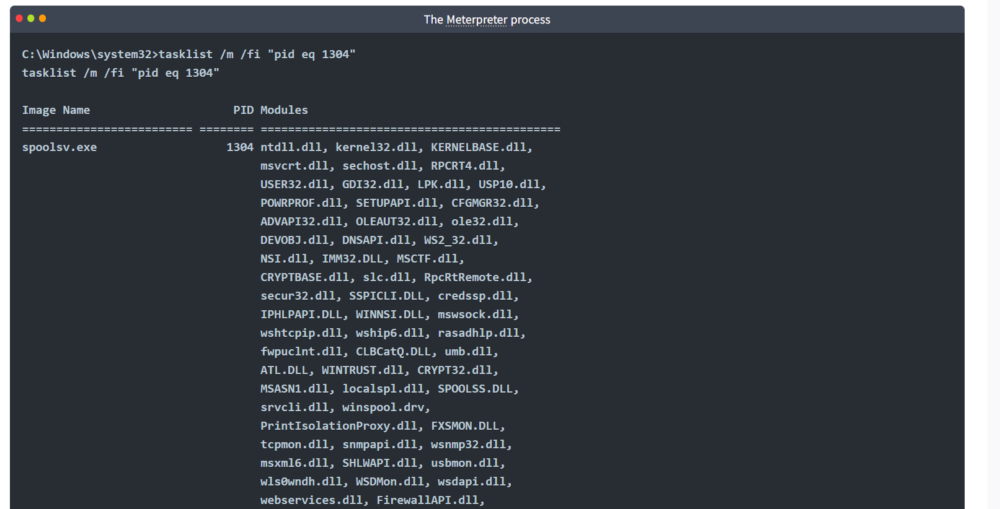 The Meterpreter process
C:\Windows\system32>tasklist /m /fi "pid eq 1304"
tasklist /m /fi "pid eq 1304"
Image Name                     PID Modules
========================= ======== ============================================
spoolsv.exe                   1304 ntdll.dll, kernel32.dll, KERNELBASE.dll,
msvcrt.dll, sechost.dll, RPCRT4.dll,
USER32.dll, GDI32.dll, LPK.dll, USP10.dll,
POWRPROF.dll, SETUPAPI.dll, CFGMGR32.dll,
ADVAPI32.dll, OLEAUT32.dll, ole32.dll,
DEVOBJ.dll, DNSAPI.dll, WS2_32.dll,
NSI.dll, IMM32.DLL, MSCTF.dll,
CRYPTBASE.dll, slc.dll, RpcRtRemote.dll,
secur32.dll, SSPICLI.DLL, credssp.dll,
IPHLPAPI.DLL, WINNSI.DLL, mswsock.dll,
wshtcpip.dll, wship6.dll, rasadhlp.dll,
fwpuclnt.dll, CLBCatQ.DLL, umb.dll,
ATL.DLL, WINTRUST.dll, CRYPT32.dll,
MSASN1.dll, localspl.dll, SPOOLSS.DLL,
srvcli.dll, winspool.drv,
PrintIsolationProxy.dll, FXSMON.DLL,
tcpmon.dll, snmpapi.dll, wsnmp32.dll,
msxml6.dll, SHLWAPI.dll, usbmon.dll,
wls0wndh.dll, WSDMon.dll, wsdapi.dll,
webservices.dll, FirewallAPI.dll,